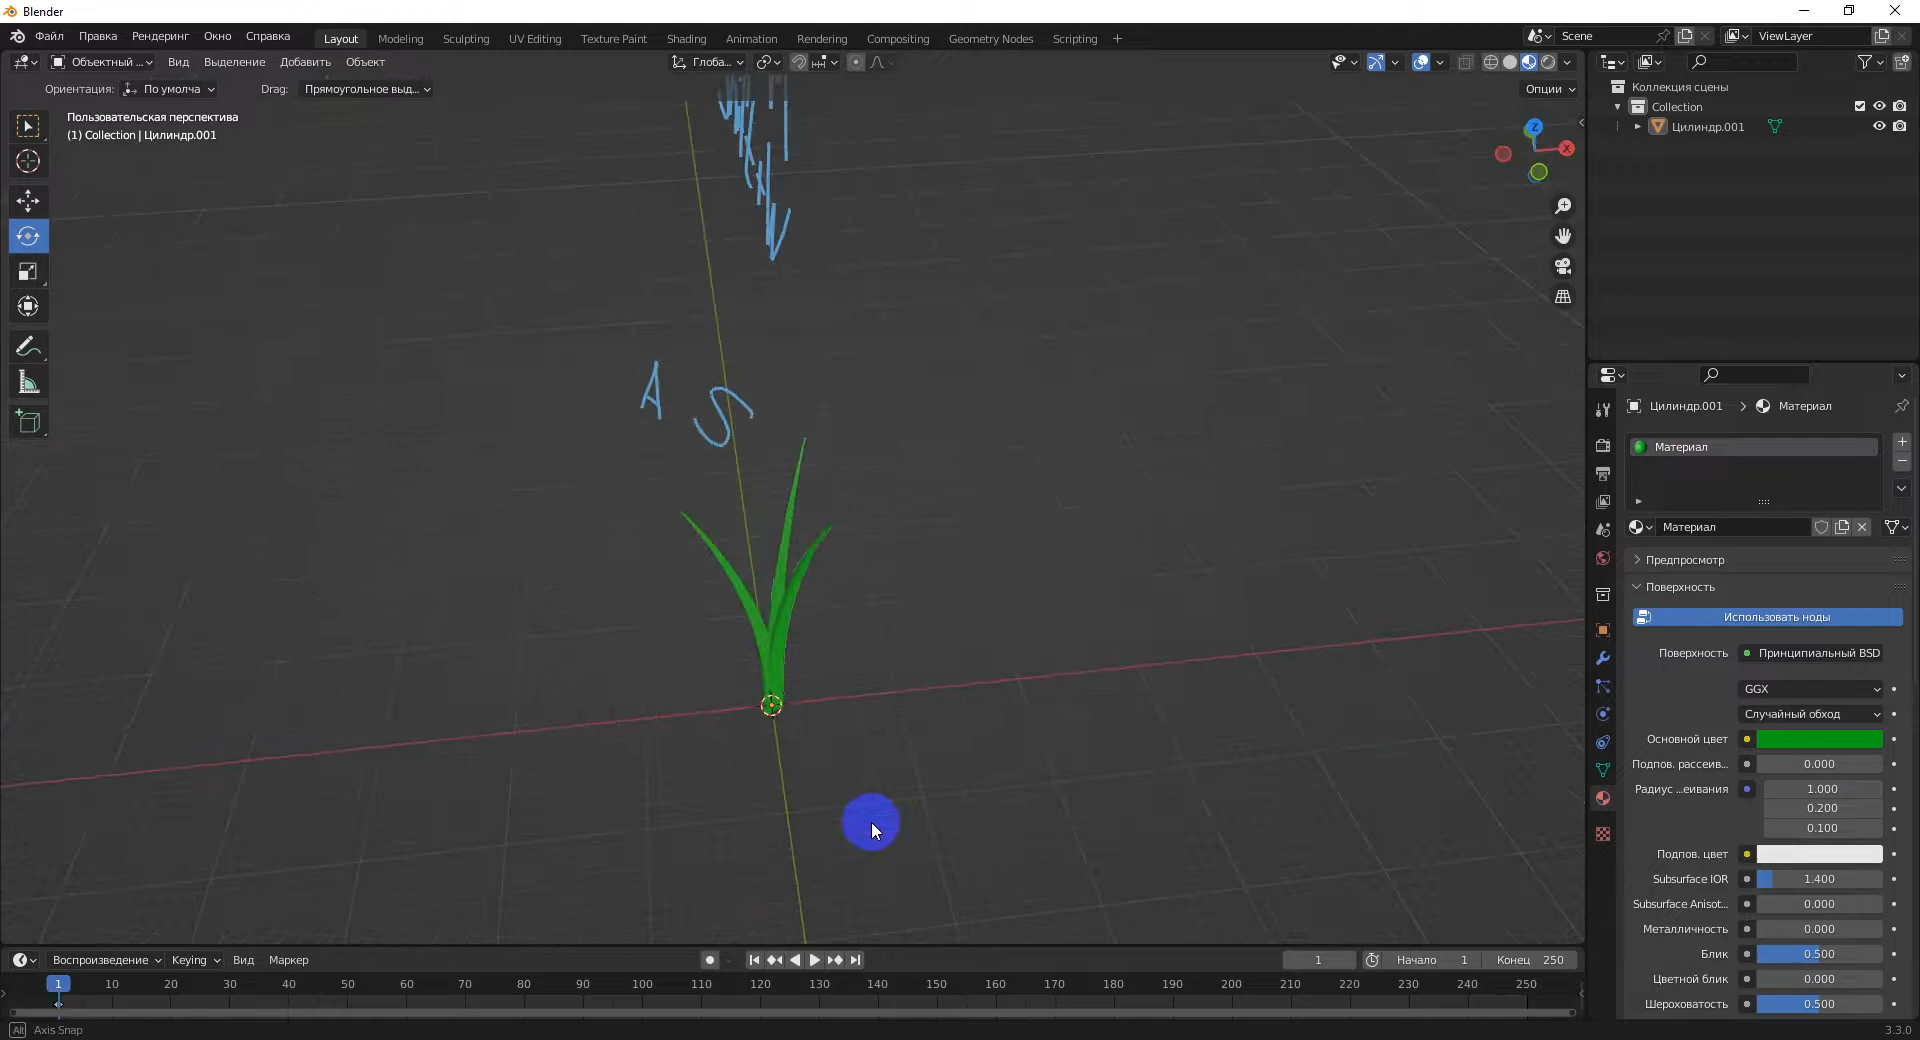 Blender
Файл Правка Рендеринг Окно Справка Layout Modeling Sculpting UV Editing Texture Paint Shading Animation Rendering Compositing Geometry Nodes Scripting + Scene ViewLayer
Объектный ... Вид Выделение Добавить Объект Глоба...
Ориентация: По умолча Drag: Прямоугольное выд... Опции
Пользовательская перспектива
(1) Collection | Цилиндр.001
Z
X
A S
Коллекция сцены
Collection
Цилиндр.001
Цилиндр.001 > Материал
Материал
Материал
Предпросмотр
Поверхность
Использовать ноды
Поверхность Принципиальный BSD
GGX
Случайный обход
Основной цвет
Подпов. рассеив... 0.000
Радиус ...еивания 1.000
0.200
0.100
Подпов. цвет
Subsurface IOR 1.400
Subsurface Anisot... 0.000
Металличность 0.000
Блик 0.500
Цветной блик 0.000
Шероховатость 0.500
Воспроизведение Keying Вид Маркер 1 Начало 1 Конец 250
1 10 20 30 40 50 60 70 80 90 100 110 120 130 140 150 160 170 180 190 200 210 220 230 240 250
Alt Axis Snap 3.3.0